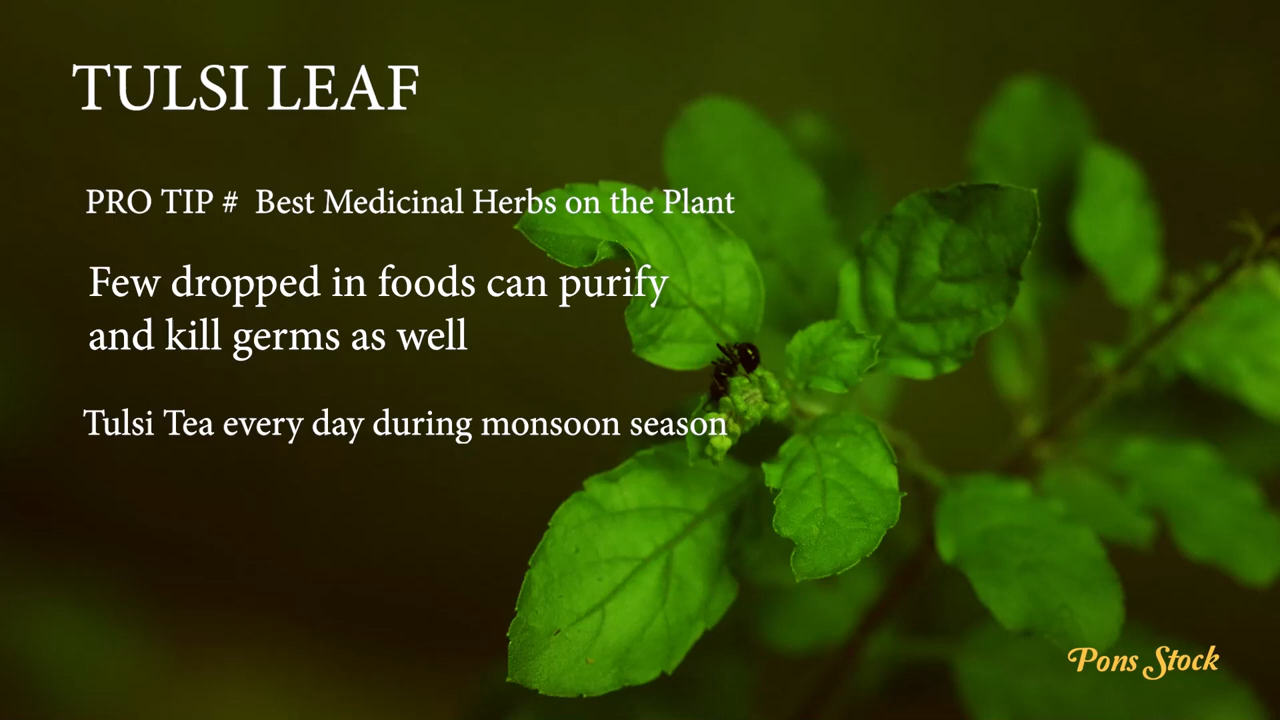 TULSI LEAF
PRO TIP #  Best Medicinal Herbs on the Plant
Few dropped in foods can purify
and kill germs as well
Tulsi Tea every day during monsoon season
Pons Stock